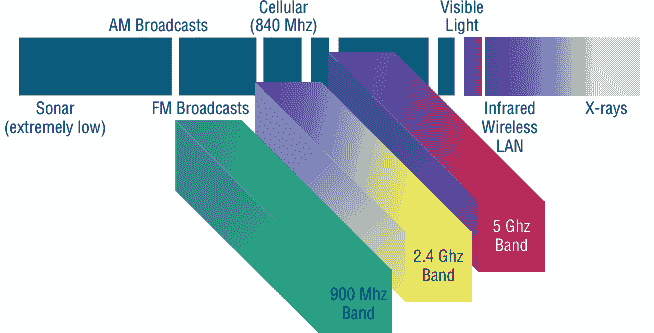 AM Broadcasts
Cellular
(840 Mhz)
Visible
Light
Sonar
(extremely low)
FM Broadcasts
Infrared
Wireless
LAN
X-rays
5 Ghz
Band
2.4 Ghz
Band
900 Mhz
Band